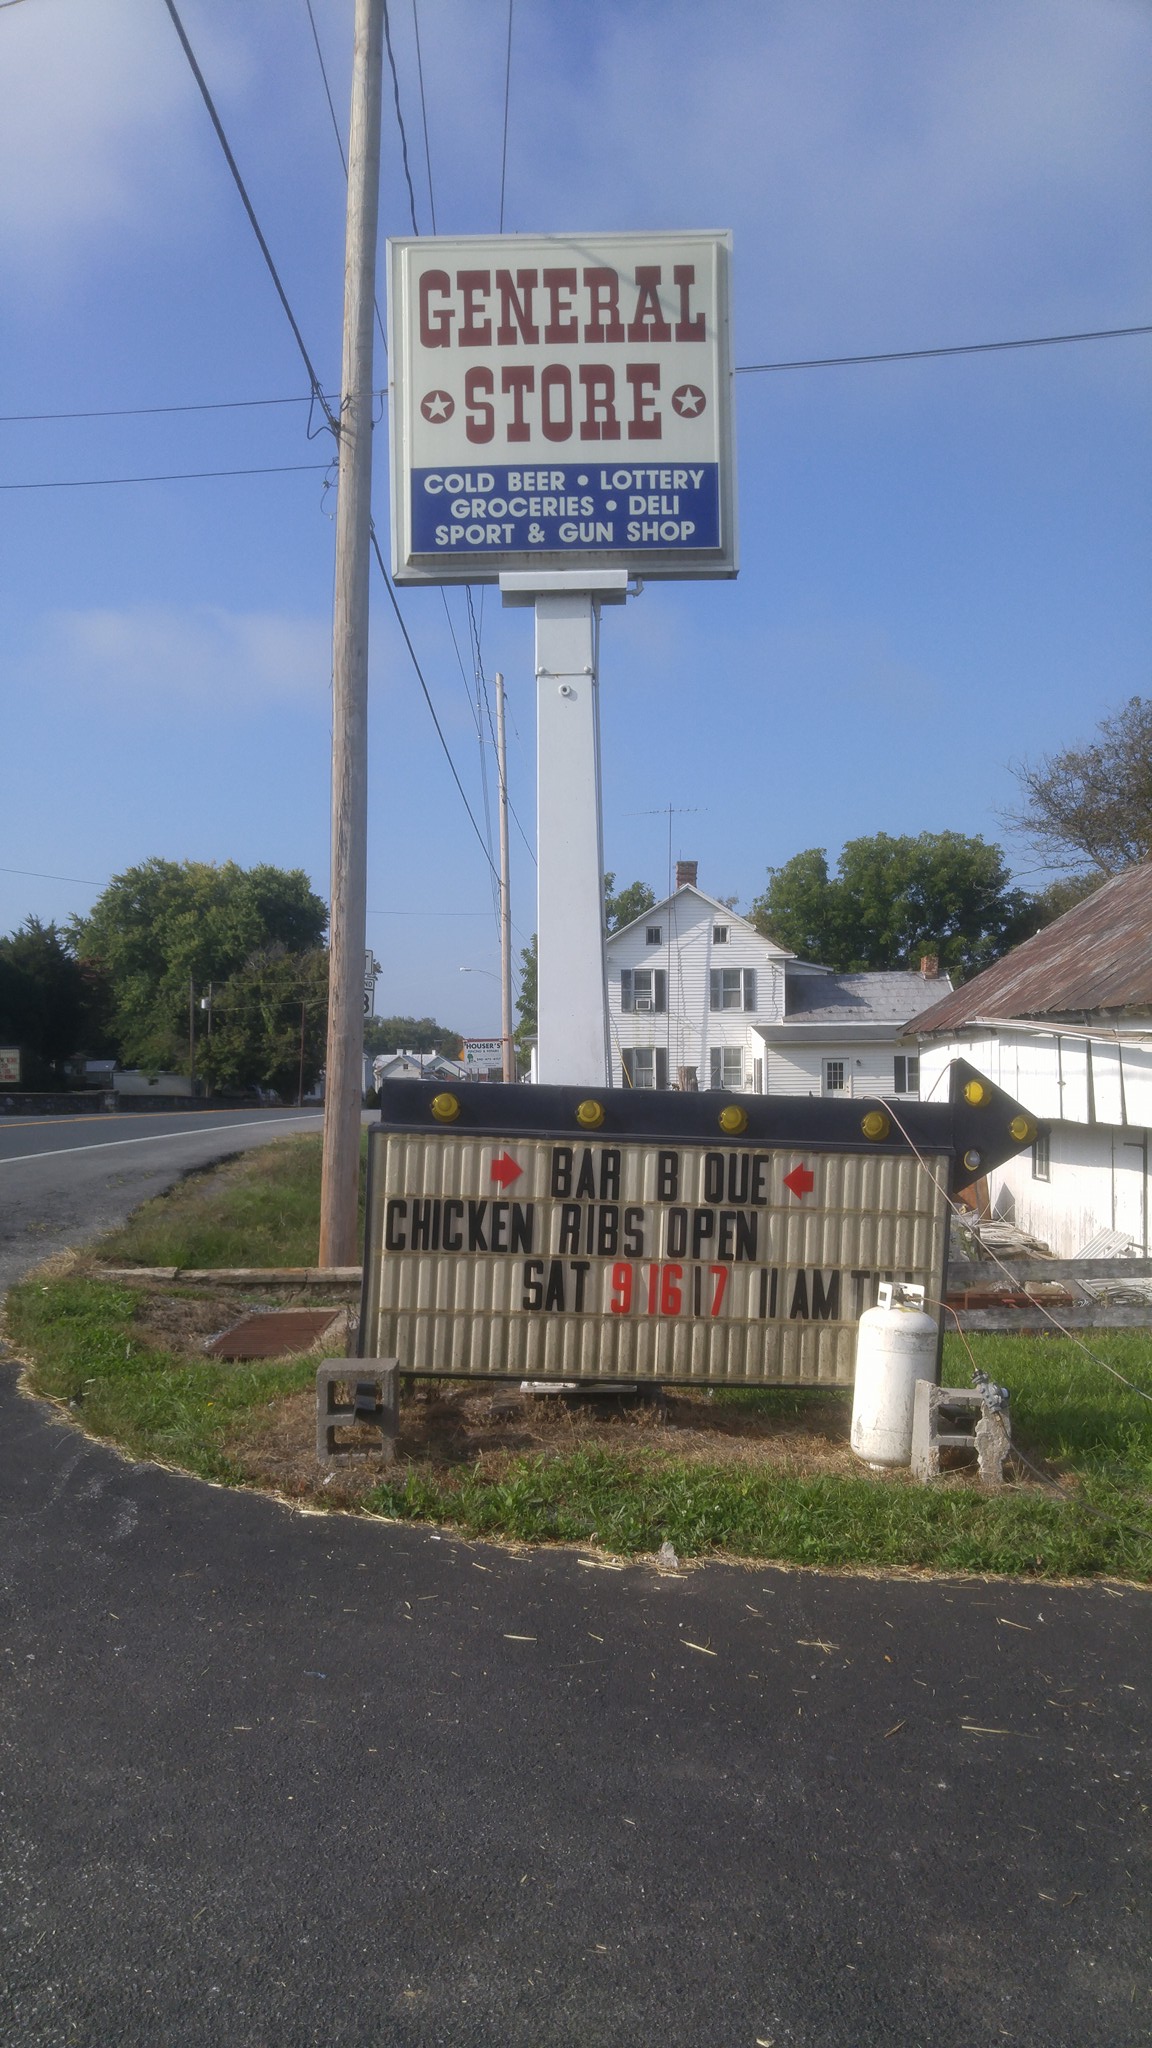 GENERAL
STORE
COLD BEER • LOTTERY
GROCERIES • DELI
SPORT & GUN SHOP
HOUSER'S
BAR B QUE
CHICKEN RIBS OPEN
SAT 9 16 17 11 AM